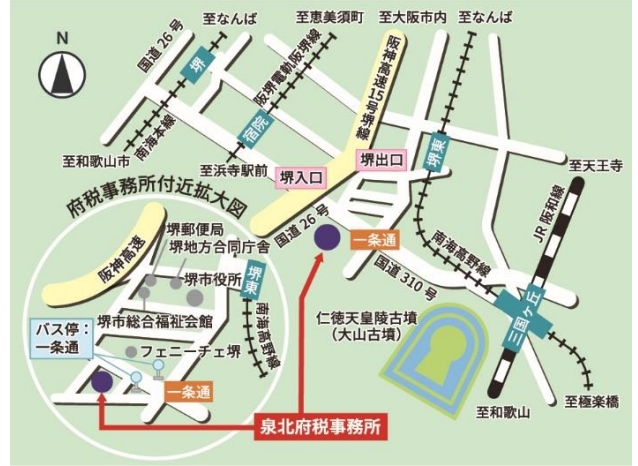 至なんば
至恵美須町
至大阪市内
至なんば
N
国道26号
堺
阪堺電軌阪堺線
阪神高速15号堺線
南海本線
宿院
堺東
至和歌山市
至浜寺駅前
堺入口
堺出口
至天王寺
府税事務所付近拡大図
国道26号
一条通
JR阪和線
堺郵便局
堺地方合同庁舎
阪神高速
南海高野線
国道310号
堺市役所
堺東
三国ヶ丘
堺市総合福祉会館
南海高野線
仁徳天皇陵古墳
(大山古墳)
バス停:
一条通
フェニーチェ堺
一条通
至和歌山
至極楽橋
泉北府税事務所